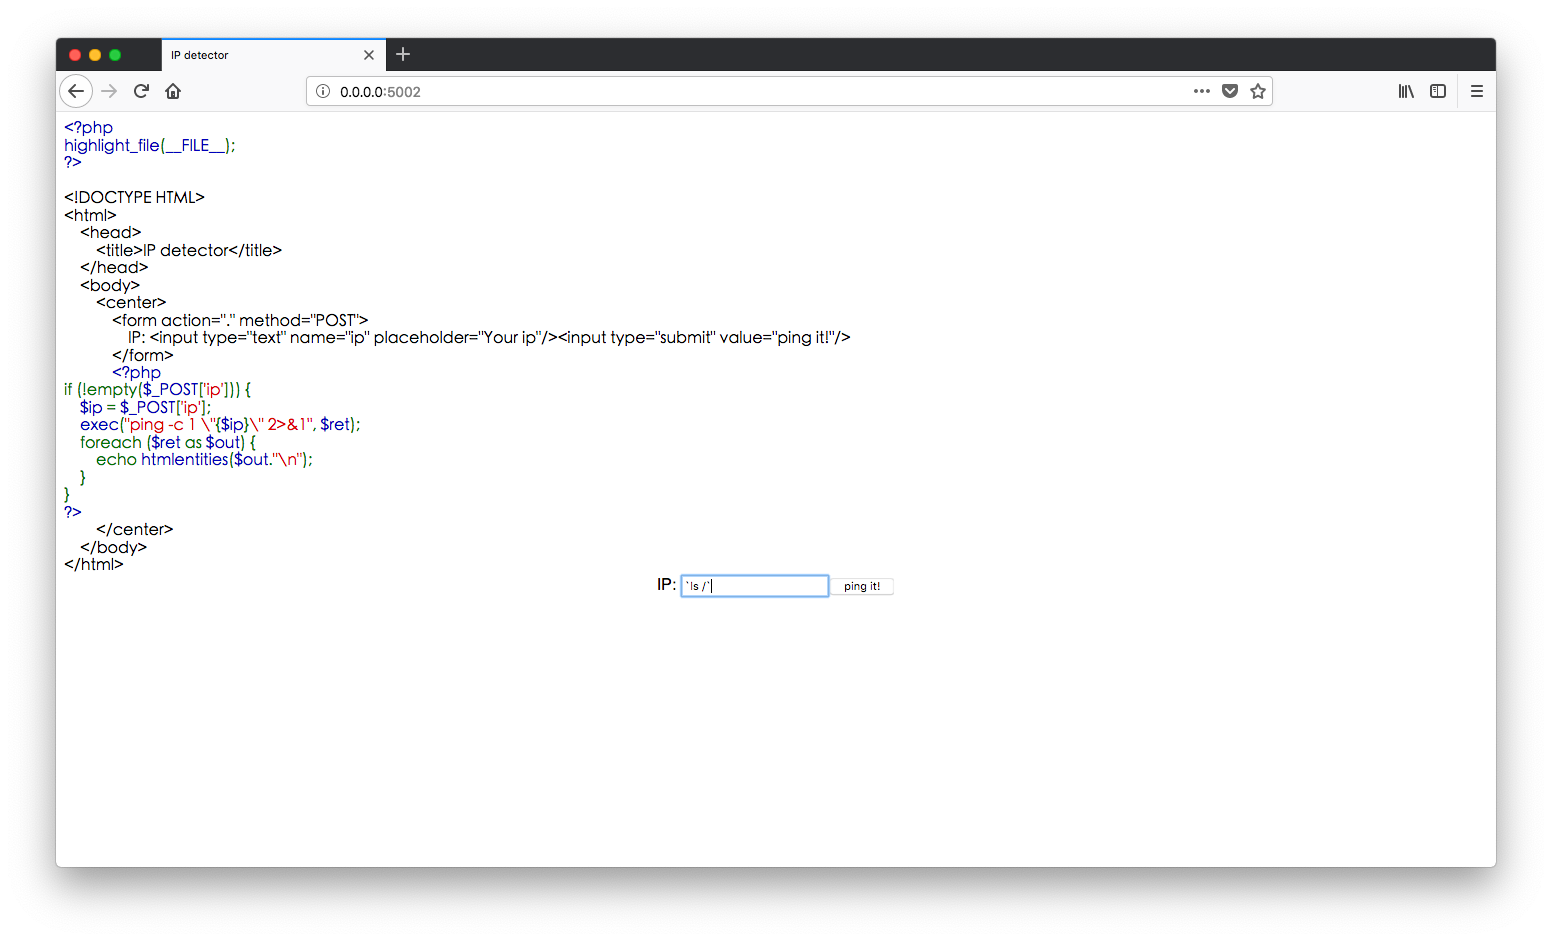 IP detector
0.0.0.0:5002
<?php
highlight_file(__FILE__);
?>
<!DOCTYPE HTML>
<html>
<head>
<title>IP detector</title>
</head>
<body>
<center>
<form action="." method="POST">
IP: <input type="text" name="ip" placeholder="Your ip"/><input type="submit" value="ping it!"/>
</form>
<?php
if (!empty($_POST['ip'])) {
$ip = $_POST['ip'];
exec("ping -c 1 \"{$ip}\" 2>&1", $ret);
foreach ($ret as $out) {
echo htmlentities($out."\n");
}
}
?>
</center>
</body>
</html>
IP: `ls /` ping it!